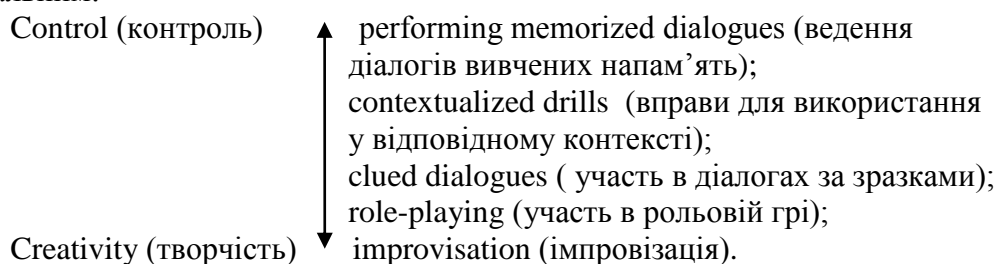 Control (контроль) performing memorized dialogues (ведення
діалогів вивчених напам’ять);
contextualized drills (вправи для використання
у відповідному контексті);
clued dialogues ( участь в діалогах за зразками);
role-playing (участь в рольовій грі);
Creativity (творчість) improvisation (імпровізація).